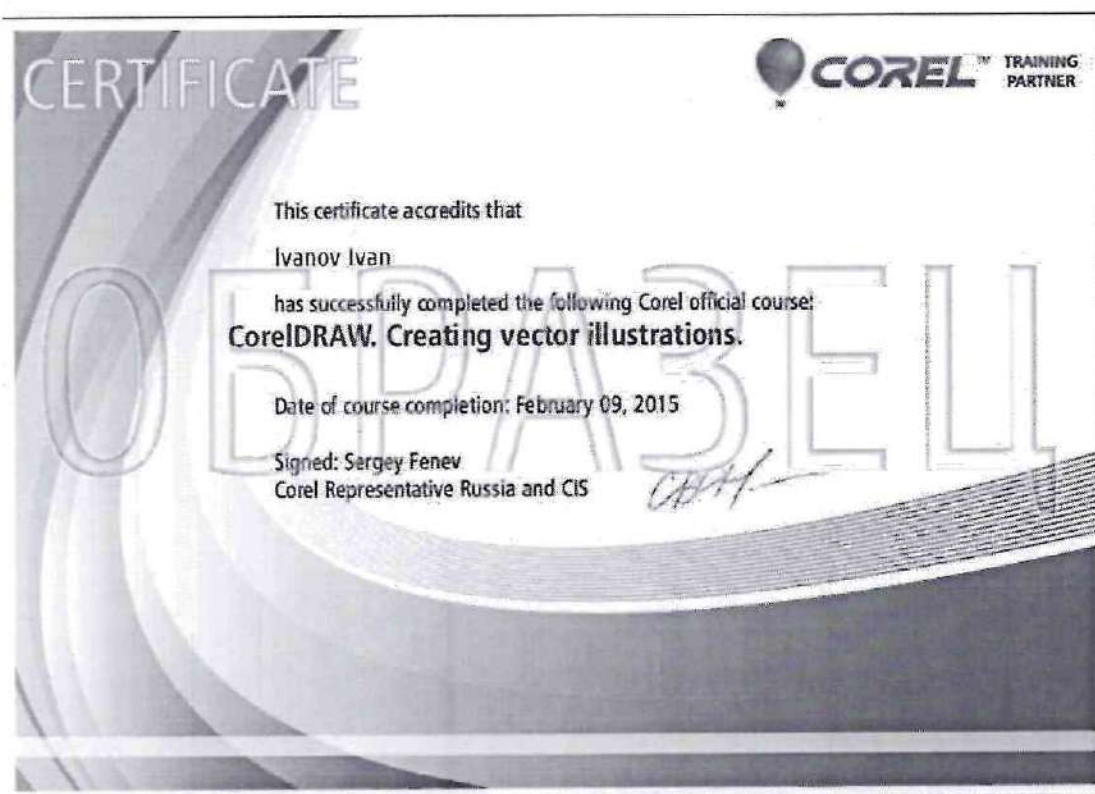 CERTIFICATE
COREL™ TRAINING
PARTNER
This certificate accredits that
Ivanov Ivan
has successfully completed the following Corel official course:
CorelDRAW. Creating vector illustrations.
ОБРАЗЕЦ
Date of course completion: February 09, 2015
Signed: Sergey Fenev
Corel Representative Russia and CIS